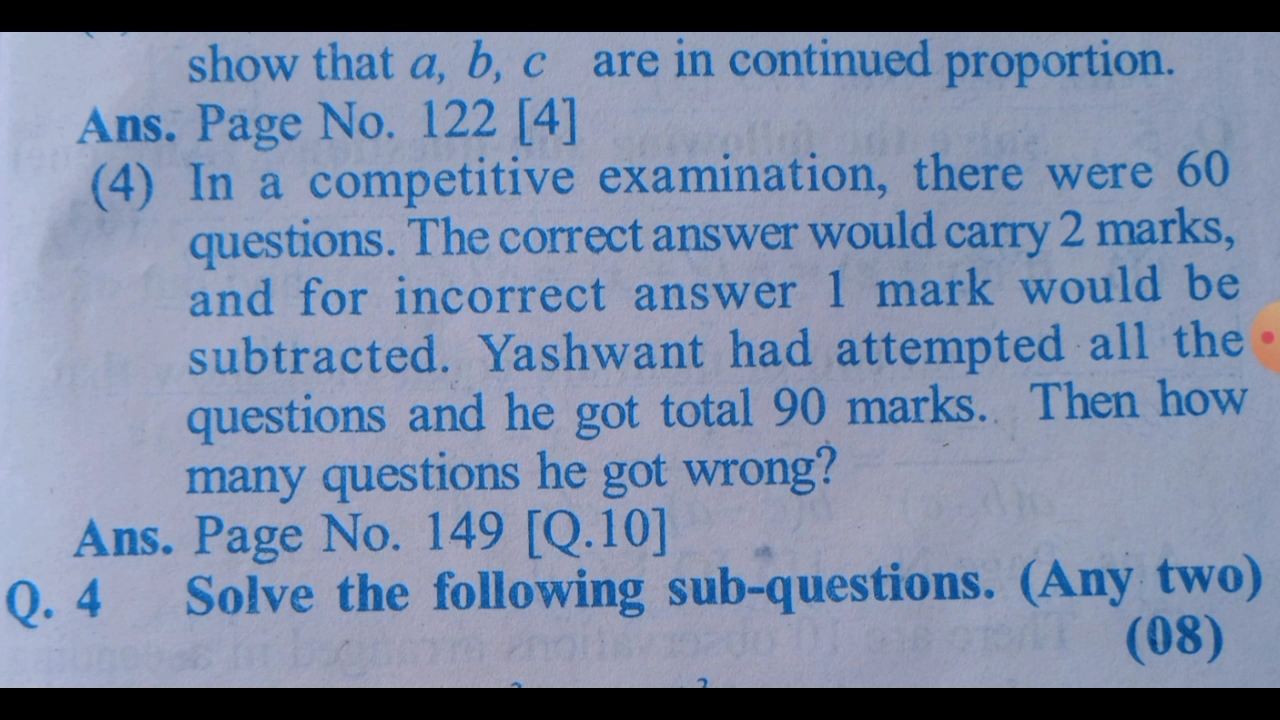 show that a, b, c are in continued proportion.
Ans. Page No. 122 [4]
(4) In a competitive examination, there were 60
questions. The correct answer would carry 2 marks,
and for incorrect answer 1 mark would be
subtracted. Yashwant had attempted all the
questions and he got total 90 marks. Then how
many questions he got wrong?
Ans. Page No. 149 [Q.10]
Q. 4 Solve the following sub-questions. (Any two)
(08)